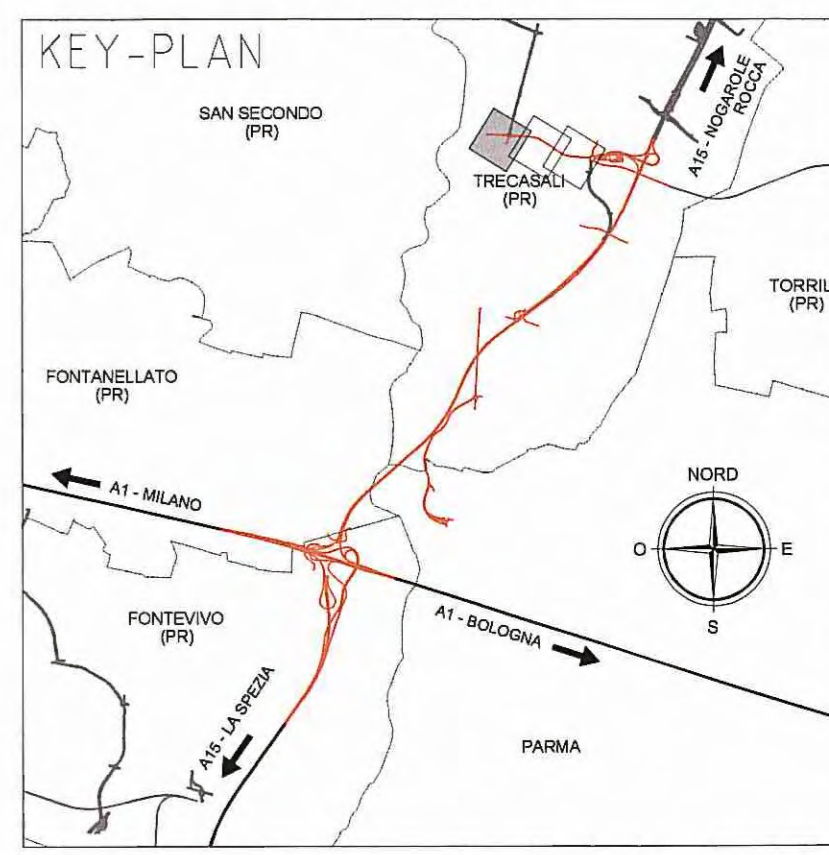 KEY-PLAN
SAN SECONDO
(PR)
A15 - NOGAROLE
ROCCA
TRECASALI
(PR)
TORRIL
(PR)
FONTANELLATO
(PR)
NORD
A1 - MILANO
O
E
S
A1 - BOLOGNA
FONTEVIVO
(PR)
A15 - LA SPEZIA
PARMA